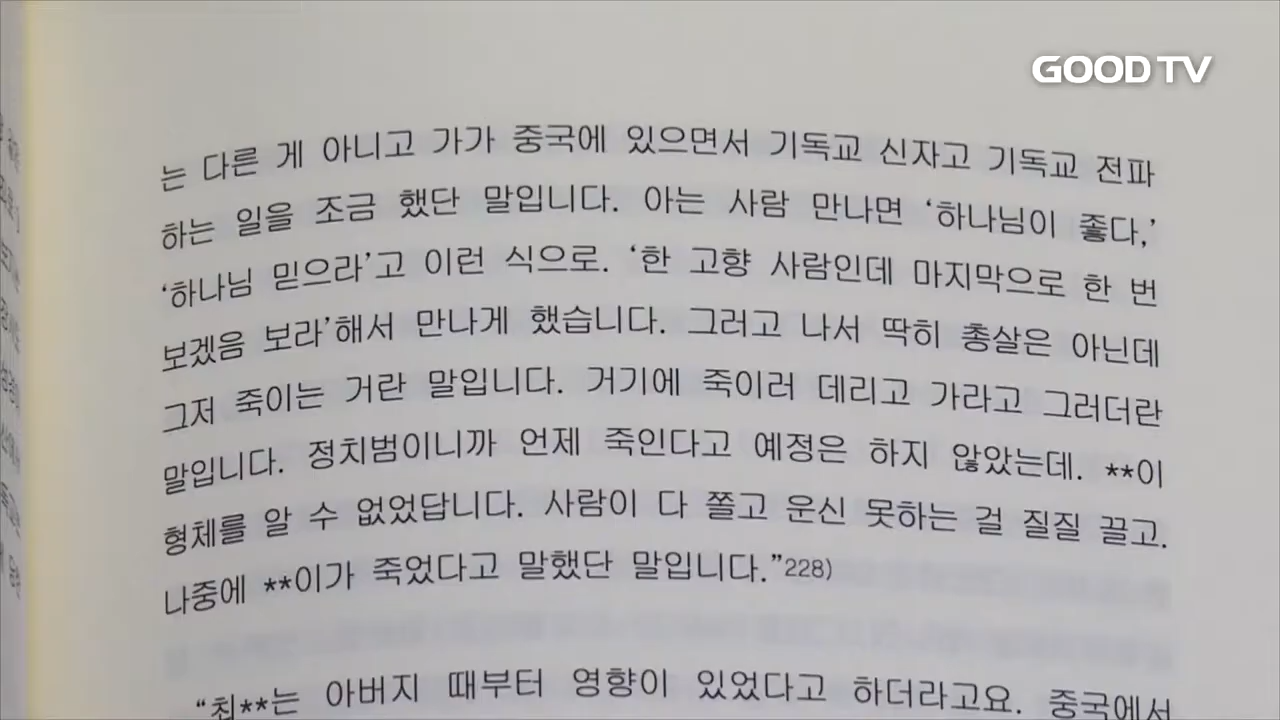 GOOD TV
는 다른 게 아니고 가가 중국에 있으면서 기독교 신자고 기독교 전파
하는 일을 조금 했단 말입니다. 아는 사람 만나면 ‘하나님이 좋다,’
‘하나님 믿으라’고 이런 식으로. ‘한 고향 사람인데 마지막으로 한 번
보겠음 보라’해서 만나게 했습니다. 그러고 나서 딱히 총살은 아닌데
그저 죽이는 거란 말입니다. 거기에 죽이러 데리고 가라고 그러더란
말입니다. 정치범이니까 언제 죽인다고 예정은 하지 않았는데. **이
형체를 알 수 없었답니다. 사람이 다 쫄고 운신 못하는 걸 질질 끌고.
나중에 **이가 죽었다고 말했단 말입니다.”228)
“최**는 아버지 때부터 영향이 있었다고 하더라고요. 중국에서